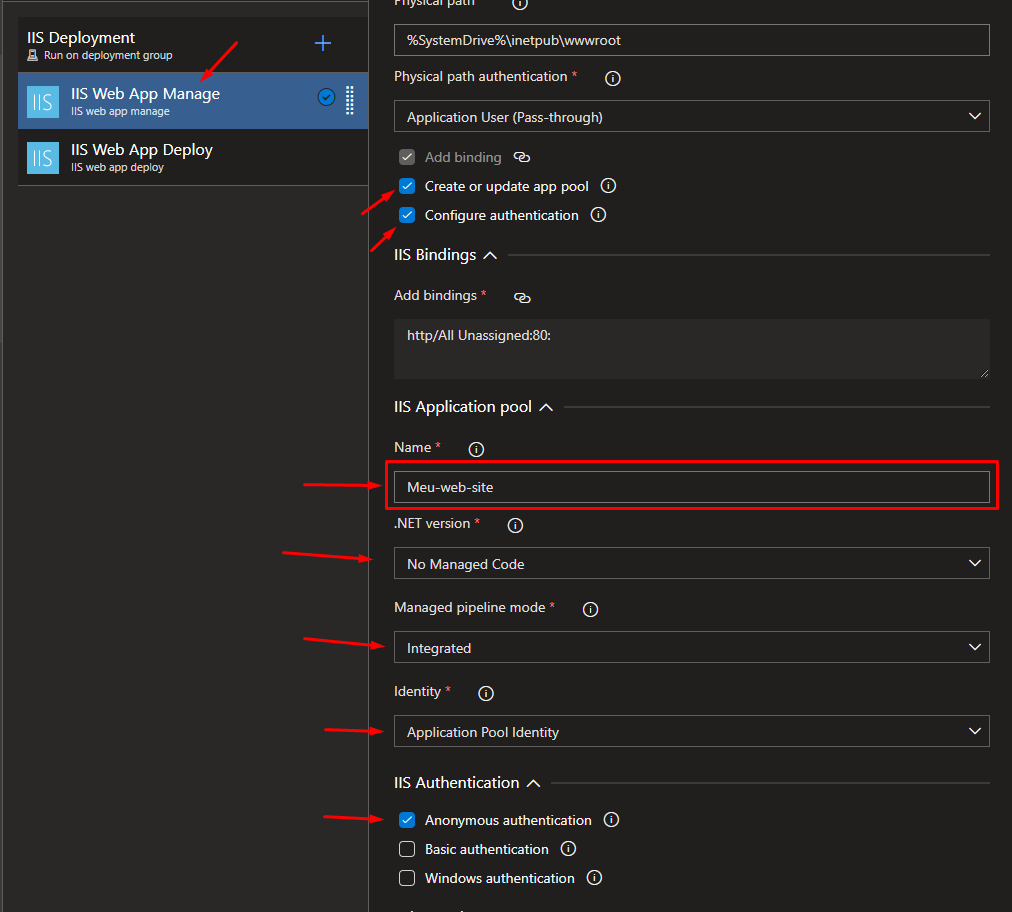 Physical path
%SystemDrive%\inetpub\wwwroot
Physical path authentication *
Application User (Pass-through)
Add binding
Create or update app pool
Configure authentication
IIS Bindings
Add bindings *
http/All Unassigned:80:
IIS Application pool
Name *
Meu-web-site
.NET version *
No Managed Code
Managed pipeline mode *
Integrated
Identity *
Application Pool Identity
IIS Authentication
Anonymous authentication
Basic authentication
Windows authentication
IIS Deployment
Run on deployment group
IIS
IIS Web App Manage
IIS web app manage
IIS
IIS Web App Deploy
IIS web app deploy